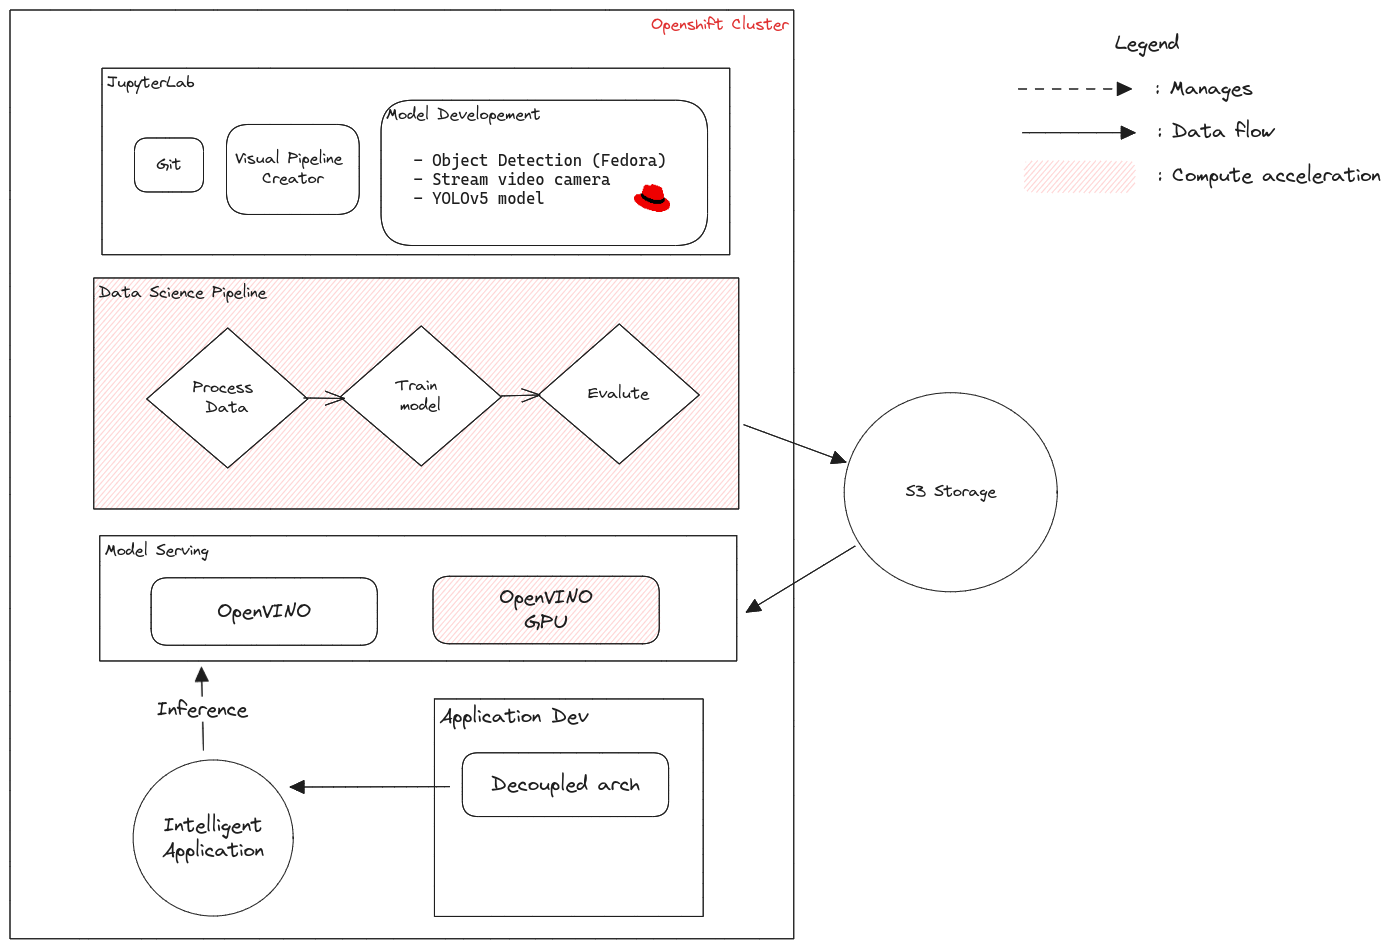 Openshift Cluster
JupyterLab
Git
Visual Pipeline
Creator
Model Developement
- Object Detection (Fedora)
- Stream video camera
- YOLOv5 model
Data Science Pipeline
Process
Data
Train
model
Evalute
Model Serving
OpenVINO
OpenVINO
GPU
Inference
Application Dev
Decoupled arch
Intelligent
Application
S3 Storage
Legend
: Manages
: Data flow
: Compute acceleration